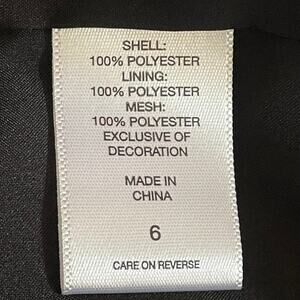 SHELL:
100% POLYESTER
LINING:
100% POLYESTER
MESH:
100% POLYESTER
EXCLUSIVE OF
DECORATION
MADE IN
CHINA
6
CARE ON REVERSE